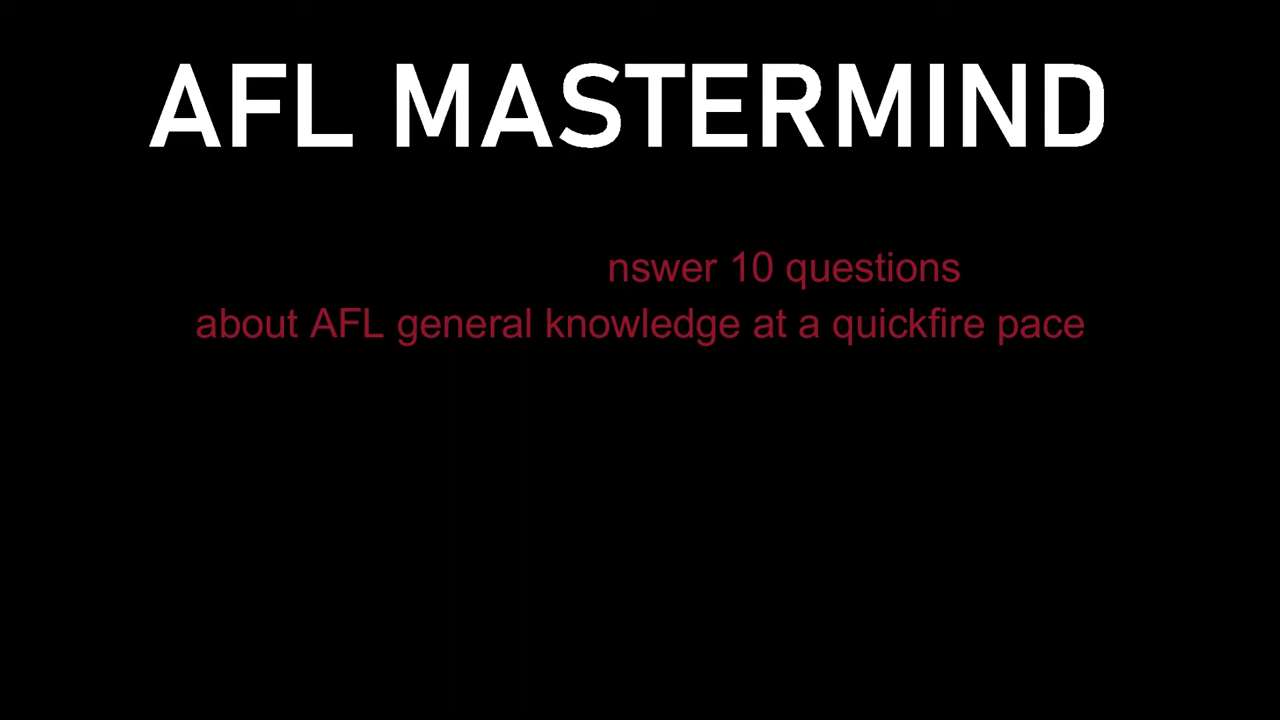 AFL MASTERMIND
nswer 10 questions
about AFL general knowledge at a quickfire pace